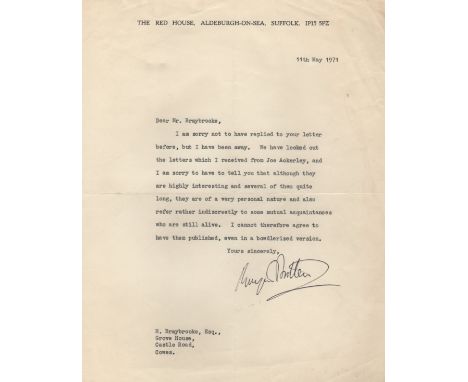 THE RED HOUSE, ALDEBURGH-ON-SEA, SUFFOLK. IP15 5PZ
11th May 1971
Dear Mr. Braybrooke,
I am sorry not to have replied to your letter
before, but I have been away. We have looked out
the letters which I received from Joe Ackerley, and
I am sorry to have to tell you that although they
are highly interesting and several of them quite
long, they are of a very personal nature and also
refer rather indiscreetly to some mutual acquaintances
who are still alive. I cannot therefore agree to
have them published, even in a bowdlerised version.
Yours sincerely,
Benjamin Britten
N. Braybrooke, Esq.,
Grove House,
Castle Road,
Cowes.